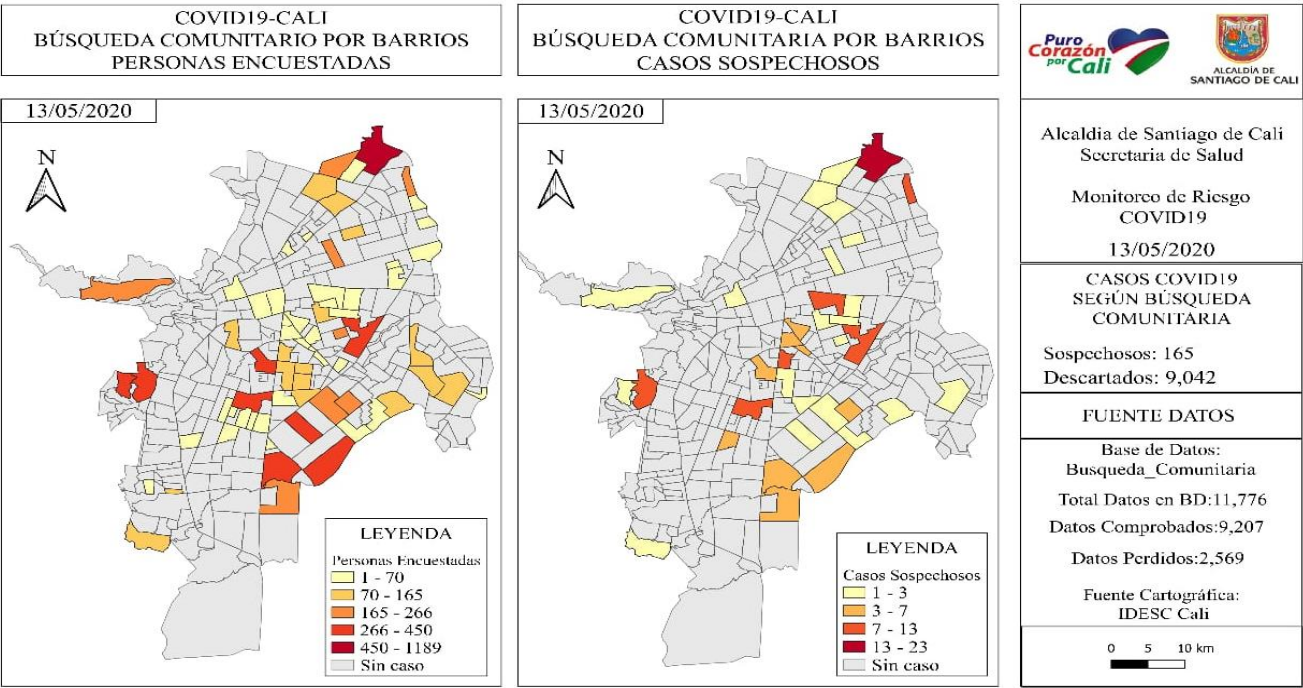 COVID19-CALI
BÚSQUEDA COMUNITARIO POR BARRIOS
PERSONAS ENCUESTADAS
13/05/2020
N
LEYENDA
Personas Encuestadas
1 - 70
70 - 165
165 - 266
266 - 450
450 - 1189
Sin caso
COVID19-CALI
BÚSQUEDA COMUNITARIA POR BARRIOS
CASOS SOSPECHOSOS
13/05/2020
N
LEYENDA
Casos Sospechosos
1 - 3
3 - 7
7 - 13
13 - 23
Sin caso
Puro
Corazón
por Cali
ALCALDÍA DE
SANTIAGO DE CALI
Alcaldia de Santiago de Cali
Secretaria de Salud
Monitoreo de Riesgo
COVID19
13/05/2020
CASOS COVID19
SEGÚN BÚSQUEDA
COMUNITARIA
Sospechosos: 165
Descartados: 9,042
FUENTE DATOS
Base de Datos:
Busqueda_Comunitaria
Total Datos en BD:11,776
Datos Comprobados:9,207
Datos Perdidos:2,569
Fuente Cartográfica:
IDESC Cali
0 5 10 km